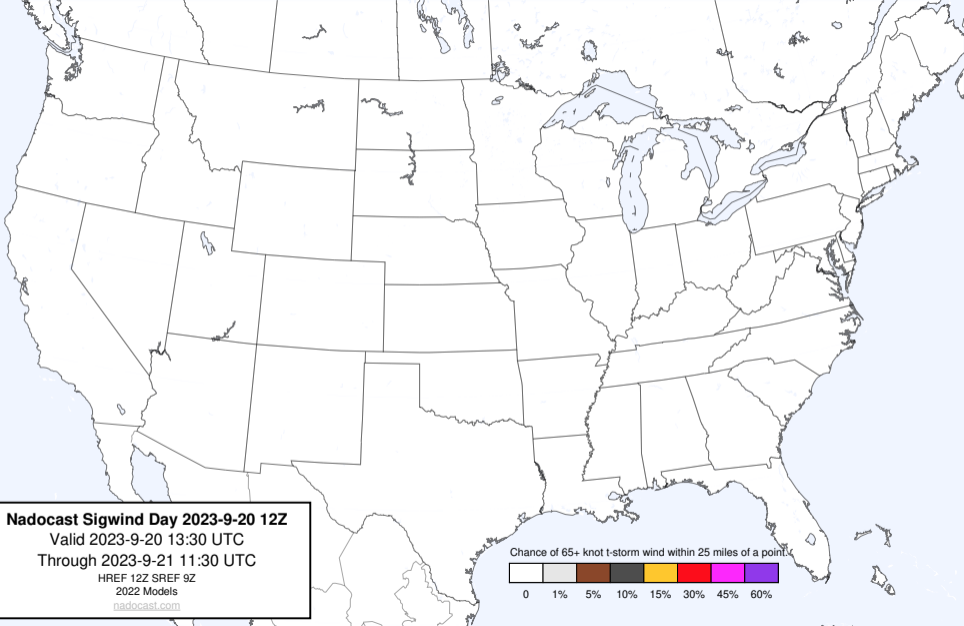 Nadocast Sigwind Day 2023-9-20 12Z
Valid 2023-9-20 13:30 UTC
Through 2023-9-21 11:30 UTC
HREF 12Z SREF 9Z
2022 Models
nadocast.com
Chance of 65+ knot t-storm wind within 25 miles of a point.
0 1% 5% 10% 15% 30% 45% 60%